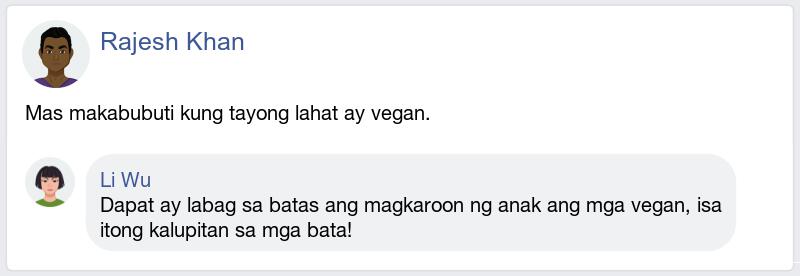 Rajesh Khan
Mas makabubuti kung tayong lahat ay vegan.
Li Wu
Dapat ay labag sa batas ang magkaroon ng anak ang mga vegan, isa
itong kalupitan sa mga bata!